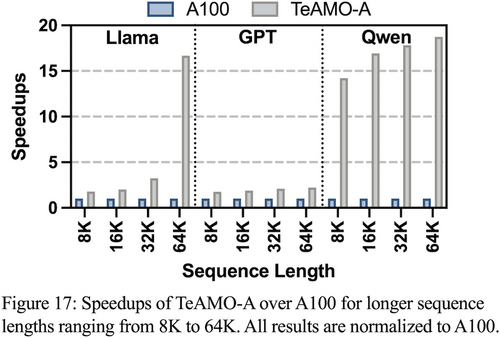 A100 TeAMO-A
Llama GPT Qwen
20
15
10
5
0
Speedups
8K 16K 32K 64K 8K 16K 32K 64K 8K 16K 32K 64K
Sequence Length
Figure 17: Speedups of TeAMO-A over A100 for longer sequence
lengths ranging from 8K to 64K. All results are normalized to A100.